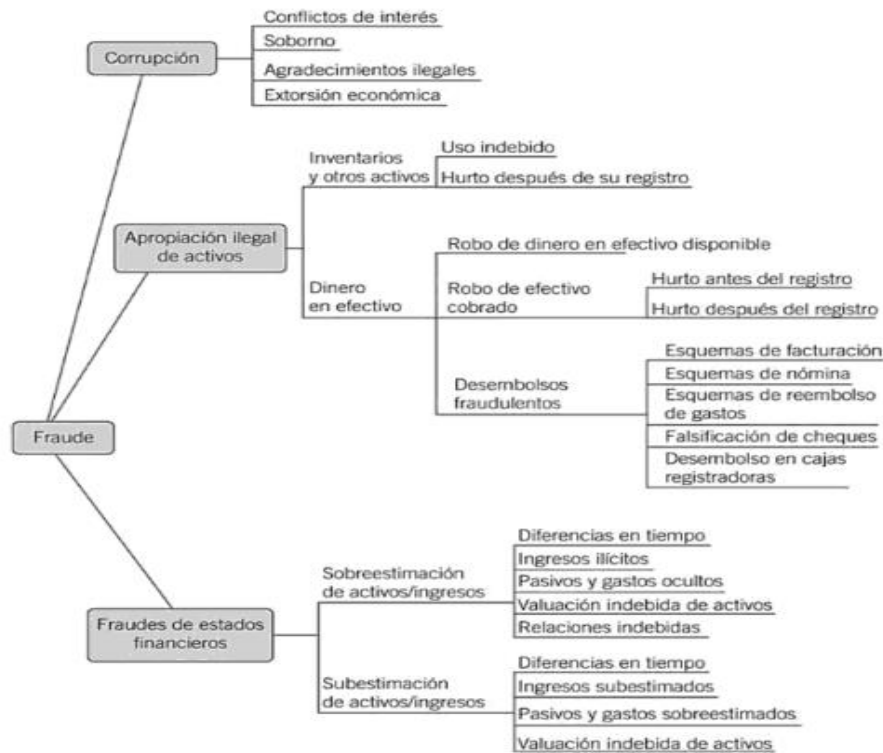 Conflictos de interés
Soborno
Corrupción
Agradecimientos ilegales
Extorsión económica
Uso indebido
Inventarios
y otros activos
Hurto después de su registro
Apropiación ilegal
de activos
Robo de dinero en efectivo disponible
Dinero
en efectivo
Robo de efectivo
cobrado
Hurto antes del registro
Hurto después del registro
Esquemas de facturación
Esquemas de nómina
Desembolsos
fraudulentos
Esquemas de reembolso
de gastos
Falsificación de cheques
Desembolso en cajas
registradoras
Fraude
Diferencias en tiempo
Sobreestimación
de activos/ingresos
Ingresos ilícitos
Pasivos y gastos ocultos
Valuación indebida de activos
Relaciones indebidas
Fraudes de estados
financieros
Diferencias en tiempo
Subestimación
de activos/ingresos
Ingresos subestimados
Pasivos y gastos sobreestimados
Valuación indebida de activos